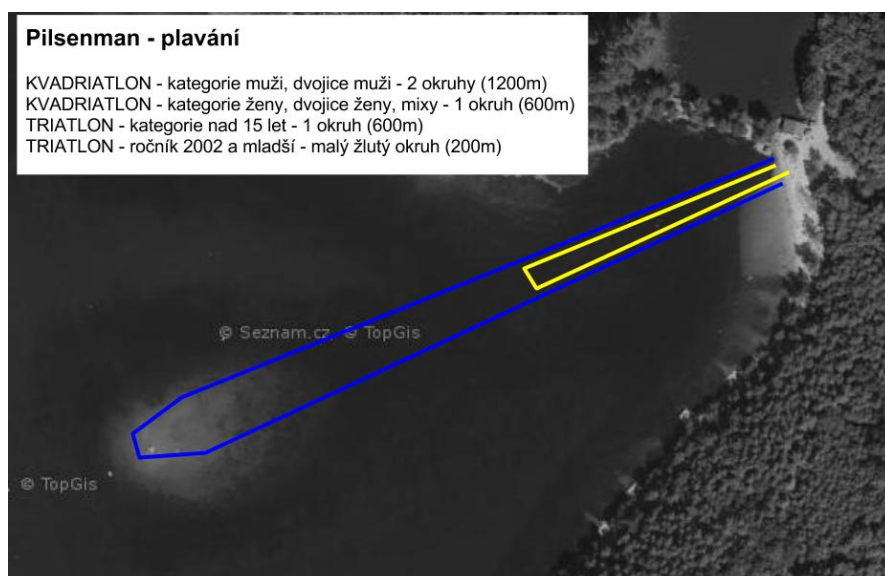 Pilsenman - plavání
KVADRIATLON - kategorie muži, dvojice muži - 2 okruhy (1200m)
KVADRIATLON - kategorie ženy, dvojice ženy, mixy - 1 okruh (600m)
TRIATLON - kategorie nad 15 let - 1 okruh (600m)
TRIATLON - ročník 2002 a mladší - malý žlutý okruh (200m)
© Seznam.cz, © TopGis
, © TopGis